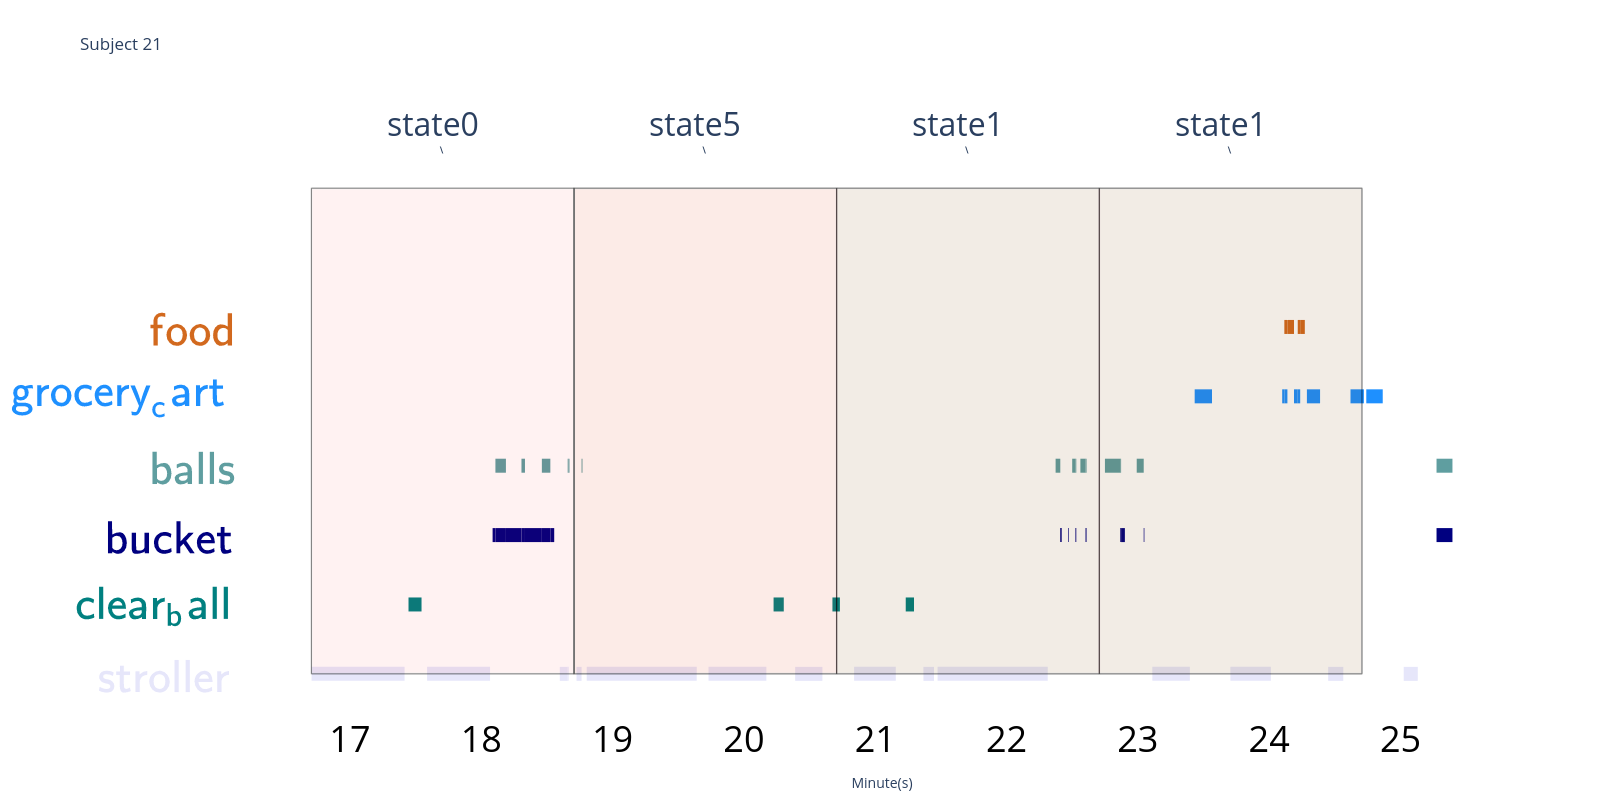 Subject 21
state0 state5 state1 state1
food
grocery_cart
balls
bucket
clear_ball
stroller
17 18 19 20 21 22 23 24 25
Minute(s)